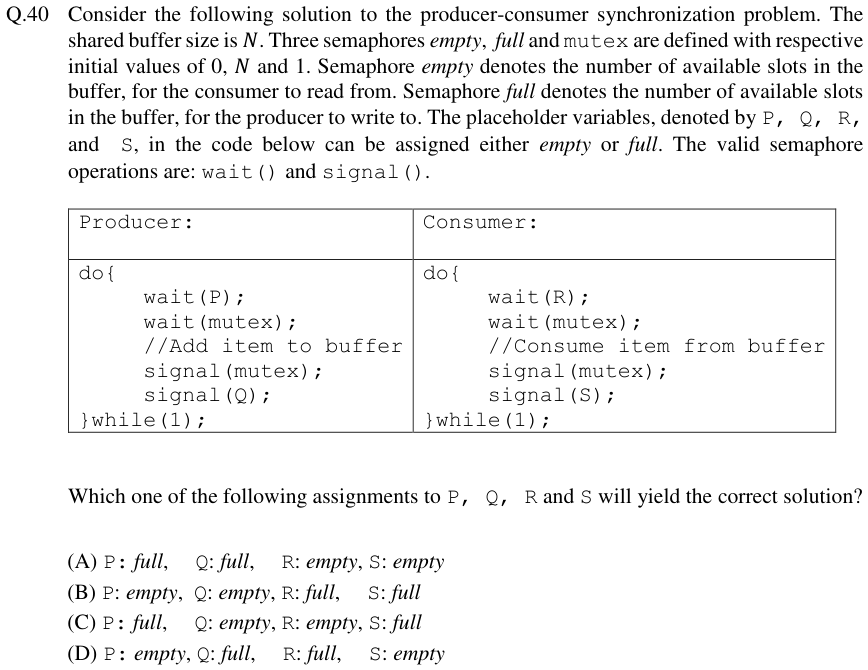 Q.40 Consider the following solution to the producer-consumer synchronization problem. The
shared buffer size is N. Three semaphores empty, full and mutex are defined with respective
initial values of 0, N and 1. Semaphore empty denotes the number of available slots in the
buffer, for the consumer to read from. Semaphore full denotes the number of available slots
in the buffer, for the producer to write to. The placeholder variables, denoted by P, Q, R,
and S, in the code below can be assigned either empty or full. The valid semaphore
operations are: wait() and signal().
Producer:
do{
wait(P);
wait(mutex);
//Add item to buffer
signal(mutex);
signal(Q);
}while(1);
Consumer:
do{
wait(R);
wait(mutex);
//Consume item from buffer
signal(mutex);
signal(S);
}while(1);
Which one of the following assignments to P, Q, R and S will yield the correct solution?
(A) P: full, Q: full, R: empty, S: empty
(B) P: empty, Q: empty, R: full, S: full
(C) P: full, Q: empty, R: empty, S: full
(D) P: empty, Q: full, R: full, S: empty